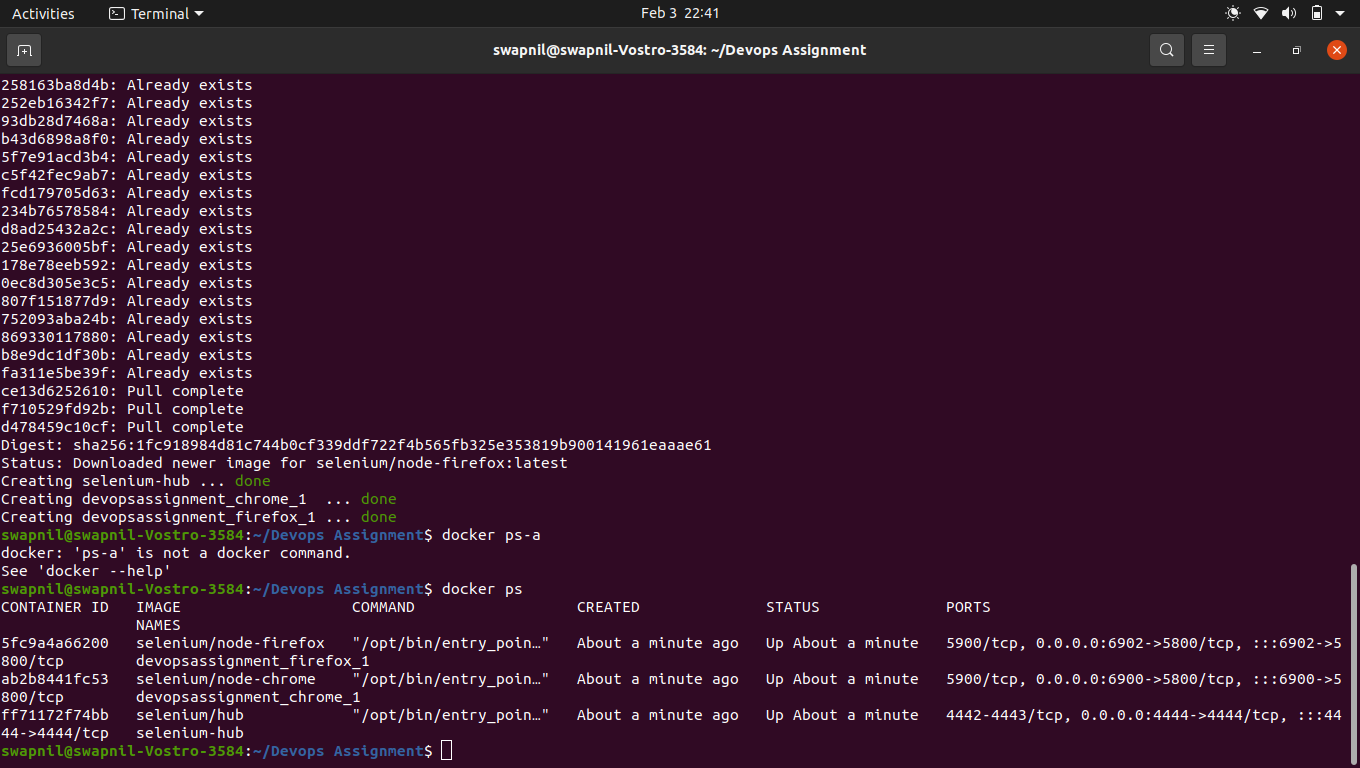 Activities Terminal Feb 3 22:41
swapnil@swapnil-Vostro-3584: ~/Devops Assignment
258163ba8d4b: Already exists
252eb16342f7: Already exists
93db28d7468a: Already exists
b43d6898a8f0: Already exists
5f7e91acd3b4: Already exists
c5f42fec9ab7: Already exists
fcd179705d63: Already exists
234b76578584: Already exists
d8ad25432a2c: Already exists
25e6936005bf: Already exists
178e78eeb592: Already exists
0ec8d305e3c5: Already exists
807f151877d9: Already exists
752093aba24b: Already exists
869330117880: Already exists
b8e9dc1df30b: Already exists
fa311e5be39f: Already exists
ce13d6252610: Pull complete
f710529fd92b: Pull complete
d478459c10cf: Pull complete
Digest: sha256:1fc918984d81c744b0cf339ddf722f4b565fb325e353819b900141961eaaae61
Status: Downloaded newer image for selenium/node-firefox:latest
Creating selenium-hub ... done
Creating devopsassignment_chrome_1  ... done
Creating devopsassignment_firefox_1 ... done
swapnil@swapnil-Vostro-3584:~/Devops Assignment$ docker ps-a
docker: 'ps-a' is not a docker command.
See 'docker --help'
swapnil@swapnil-Vostro-3584:~/Devops Assignment$ docker ps
CONTAINER ID   IMAGE                   COMMAND                  CREATED              STATUS              PORTS
               NAMES
5fc9a4a66200   selenium/node-firefox   "/opt/bin/entry_poin…"   About a minute ago   Up About a minute   5900/tcp, 0.0.0.0:6902->5800/tcp, :::6902->5
800/tcp        devopsassignment_firefox_1
ab2b8441fc53   selenium/node-chrome    "/opt/bin/entry_poin…"   About a minute ago   Up About a minute   5900/tcp, 0.0.0.0:6900->5800/tcp, :::6900->5
800/tcp        devopsassignment_chrome_1
ff71172f74bb   selenium/hub            "/opt/bin/entry_poin…"   About a minute ago   Up About a minute   4442-4443/tcp, 0.0.0.0:4444->4444/tcp, :::44
44->4444/tcp   selenium-hub
swapnil@swapnil-Vostro-3584:~/Devops Assignment$